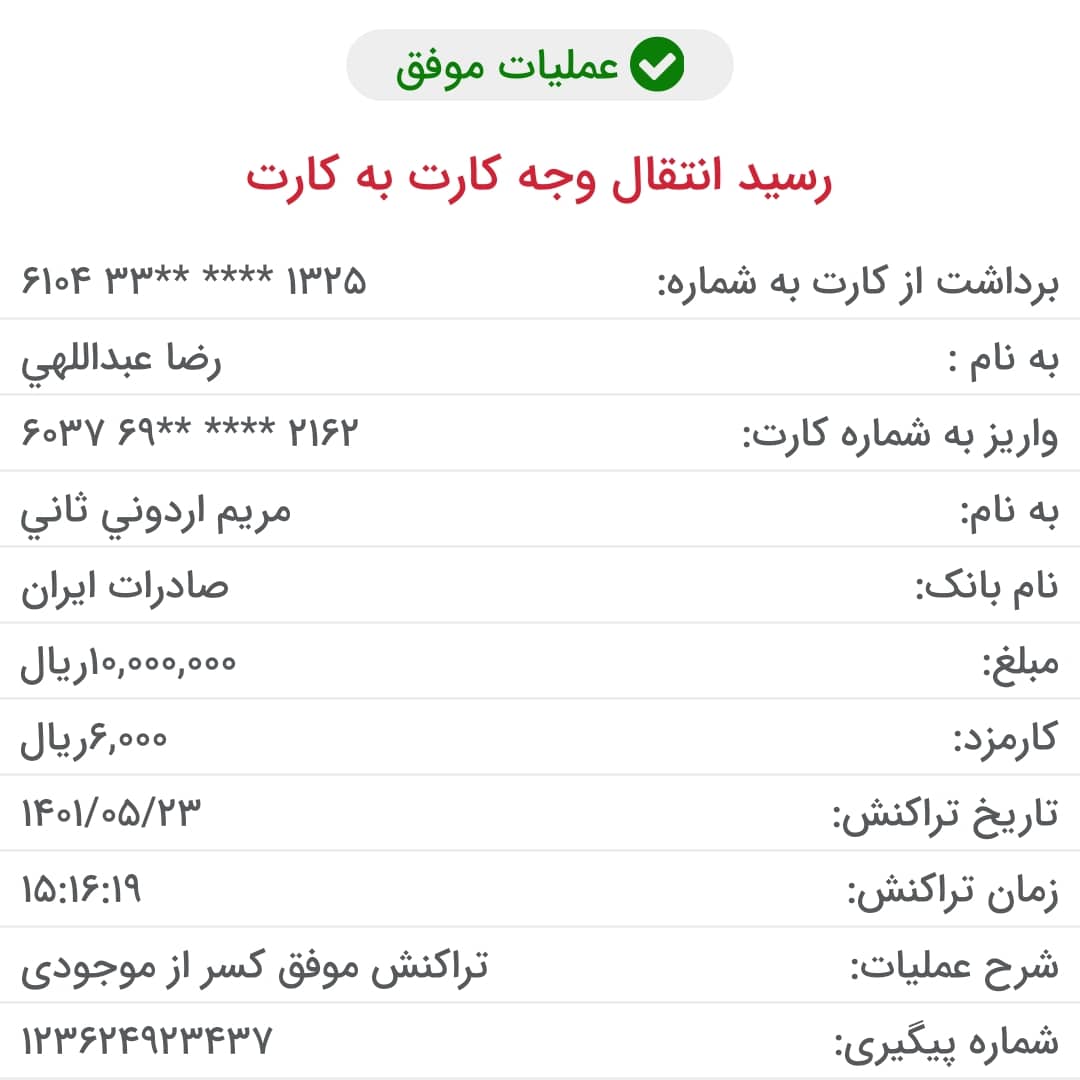 عملیات موفق
رسید انتقال وجه کارت به کارت
برداشت از کارت به شماره: ۶۱۰۴ ۳۳** **** ۱۳۲۵
به نام : رضا عبداللهي
واریز به شماره کارت: ۶۰۳۷ ۶۹** **** ۲۱۶۲
به نام: مريم اردوني ثاني
نام بانک: صادرات ایران
مبلغ: ۱۰,۰۰۰,۰۰۰ریال
کارمزد: ۶,۰۰۰ریال
تاریخ تراکنش: ۱۴۰۱/۰۵/۲۳
زمان تراکنش: ۱۵:۱۶:۱۹
شرح عملیات: تراکنش موفق کسر از موجودی
شماره پیگیری: ۱۲۳۶۲۴۹۲۳۴۳۷